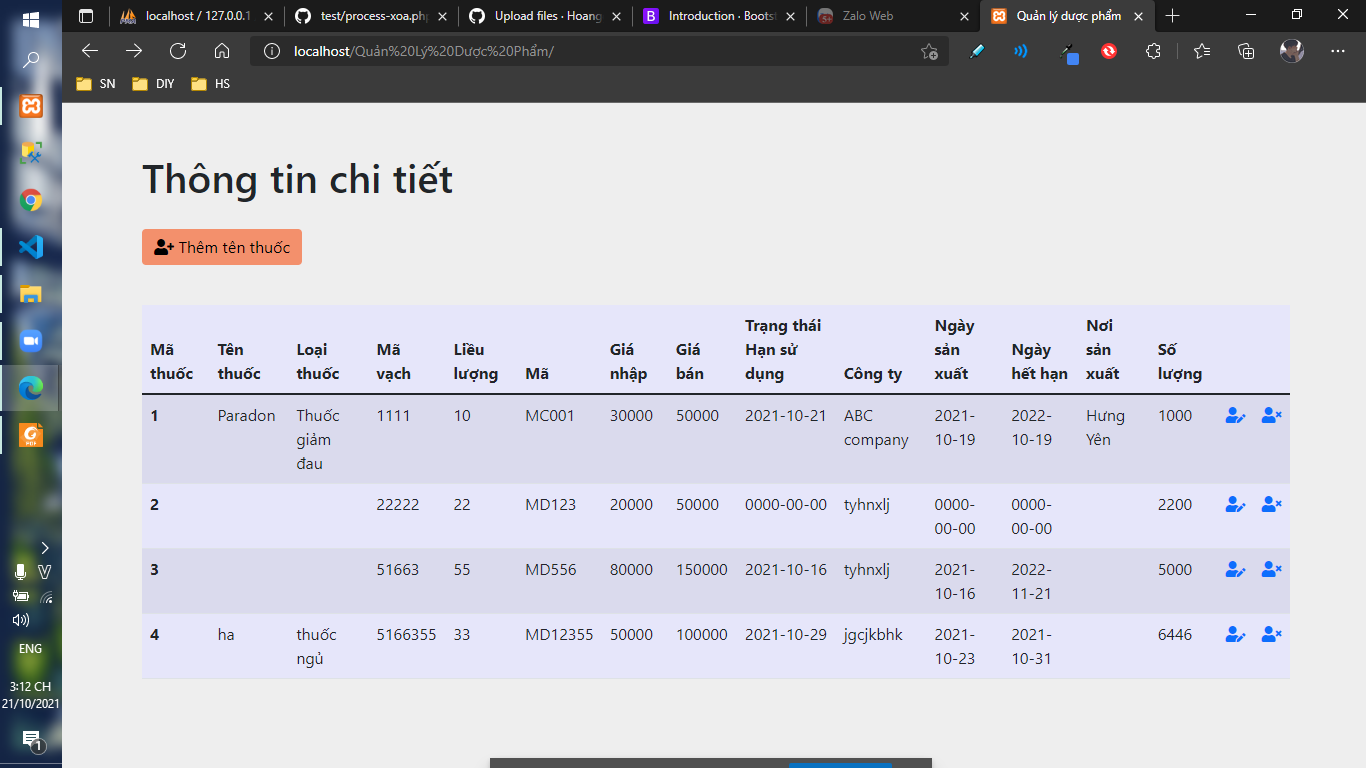 localhost / 127.0.0.1
test/process-xoa.php
Upload files · Hoang
Introduction · Boots
Zalo Web
Quản lý dược phẩm
localhost/Quản%20Lý%20Dược%20Phẩm/
SN
DIY
HS
Thông tin chi tiết
Thêm tên thuốc
Mã thuốc
Tên thuốc
Loại thuốc
Mã vạch
Liều lượng
Mã
Giá nhập
Giá bán
Trạng thái Hạn sử dụng
Công ty
Ngày sản xuất
Ngày hết hạn
Nơi sản xuất
Số lượng
1 Paradon Thuốc giảm đau 1111 10 MC001 30000 50000 2021-10-21 ABC company 2021-10-19 2022-10-19 Hưng Yên 1000
2 22222 22 MD123 20000 50000 0000-00-00 tyhnxlj 0000-00-00 0000-00-00 2200
3 51663 55 MD556 80000 150000 2021-10-16 tyhnxlj 2021-10-16 2022-11-21 5000
4 ha thuốc ngủ 5166355 33 MD12355 50000 100000 2021-10-29 jgcjkbhk 2021-10-23 2021-10-31 6446
ENG
3:12 CH
21/10/2021
1